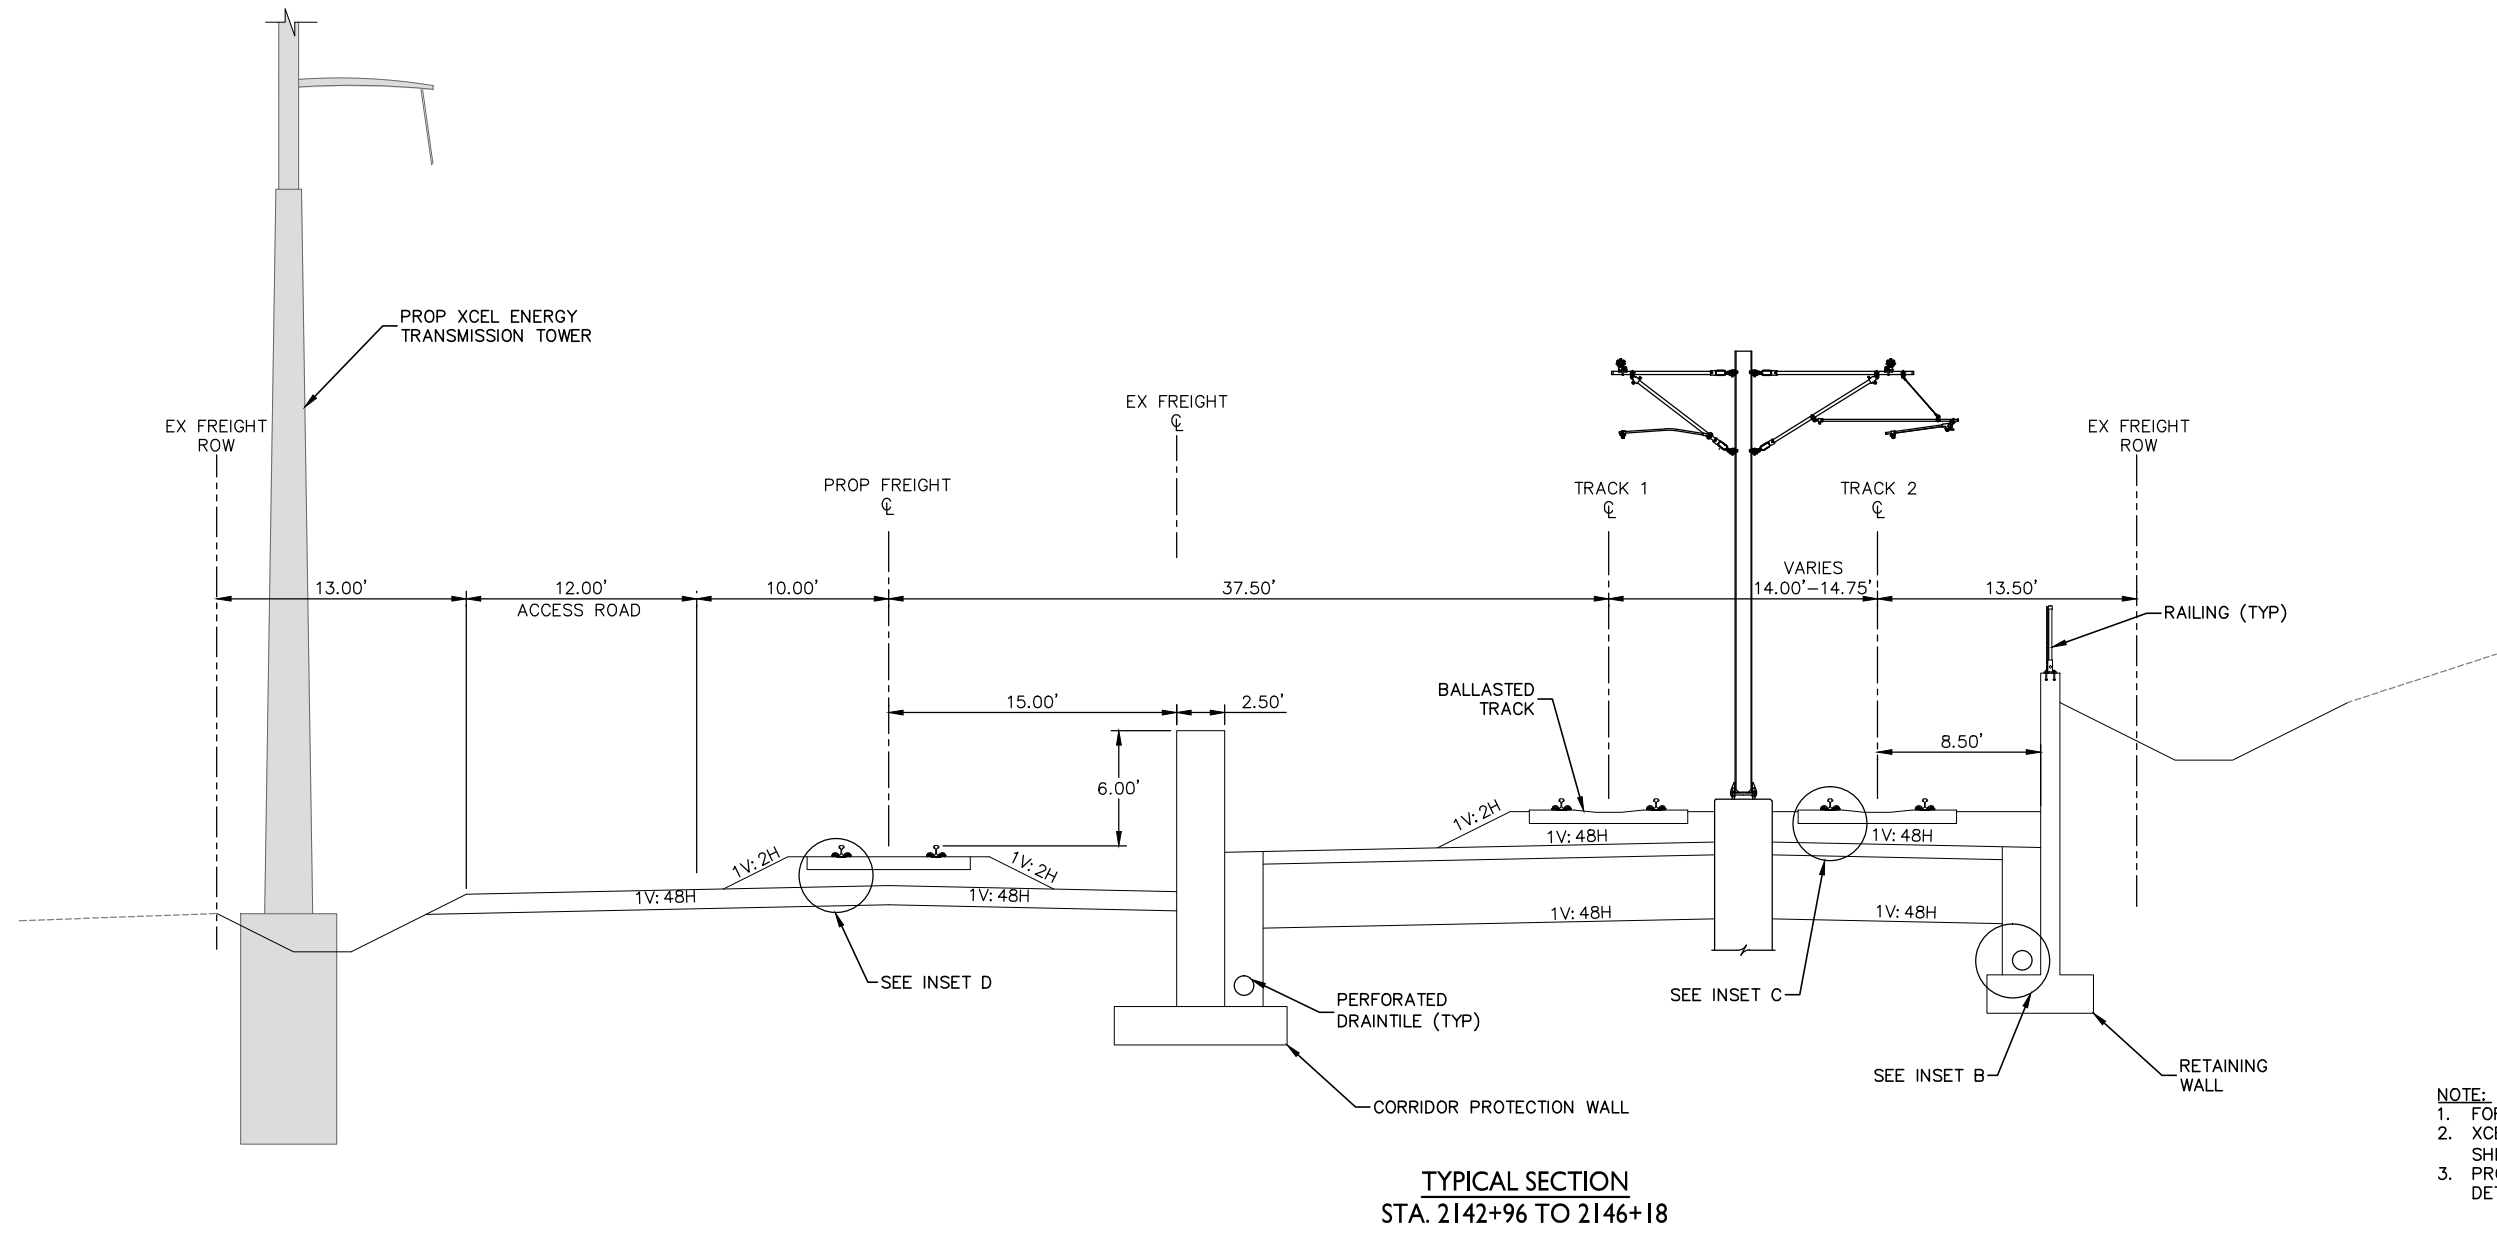 PROP XCEL ENERGY
TRANSMISSION TOWER
EX FREIGHT
ROW
EX FREIGHT
℄
EX FREIGHT
ROW
PROP FREIGHT
℄
TRACK 1
℄
TRACK 2
℄
13.00'
12.00'
ACCESS ROAD
10.00'
37.50'
VARIES
14.00'-14.75'
13.50'
RAILING (TYP)
15.00'
2.50'
BALLASTED
TRACK
8.50'
6.00'
1V:2H
1V:2H
1V:2H
1V:48H
1V:48H
1V:48H
1V:48H
1V:48H
1V:48H
SEE INSET D
PERFORATED
DRAINTILE (TYP)
SEE INSET C
SEE INSET B
RETAINING
WALL
CORRIDOR PROTECTION WALL
NOTE:
1.
2.
3.
TYPICAL SECTION
STA. 2142+96 TO 2146+18